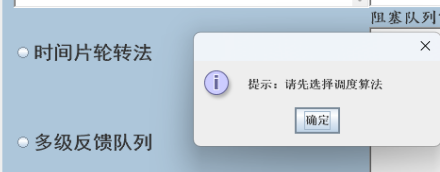 阻塞队列
时间片轮转法
提示：请先选择调度算法
确定
多级反馈队列